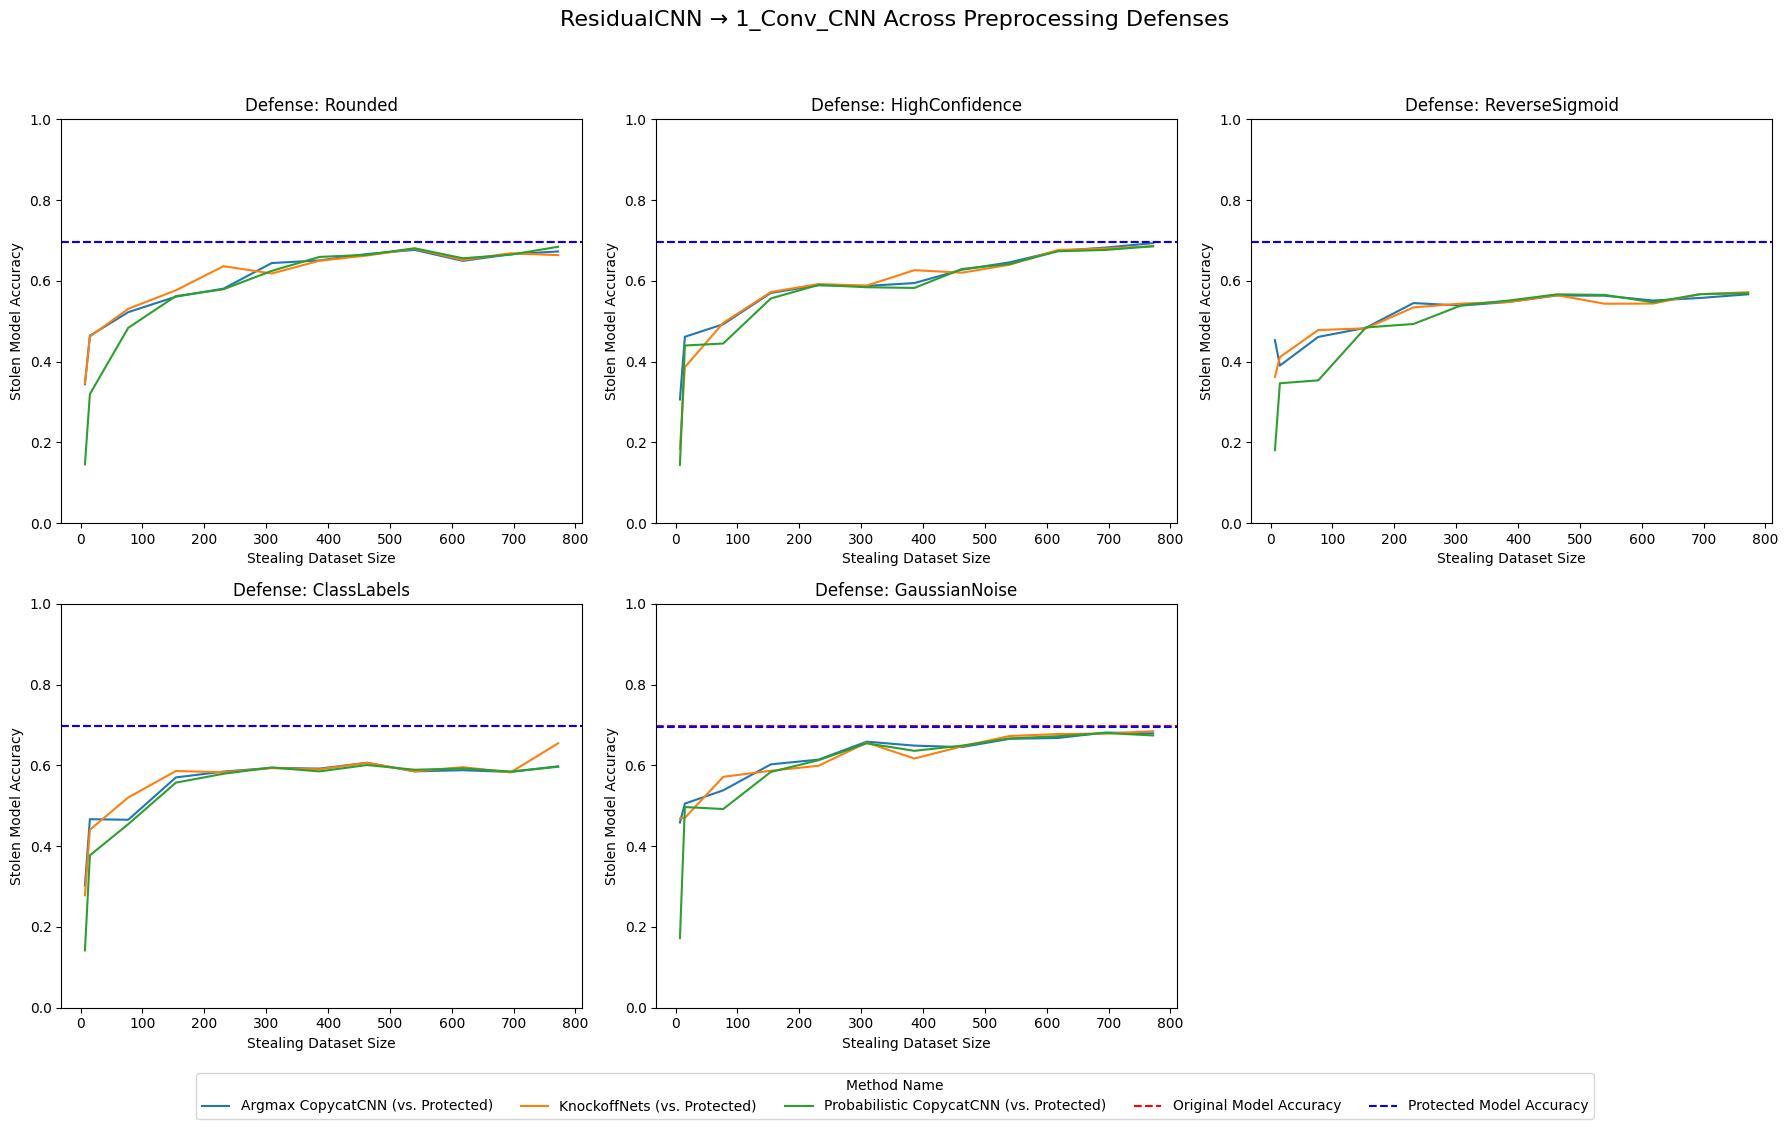 ResidualCNN → 1_Conv_CNN Across Preprocessing Defenses
Defense: Rounded
1.0
0.8
0.6
0.4
0.2
0.0
Stolen Model Accuracy
0 100 200 300 400 500 600 700 800
Stealing Dataset Size
Defense: HighConfidence
1.0
0.8
0.6
0.4
0.2
0.0
Stolen Model Accuracy
0 100 200 300 400 500 600 700 800
Stealing Dataset Size
Defense: ReverseSigmoid
1.0
0.8
0.6
0.4
0.2
0.0
Stolen Model Accuracy
0 100 200 300 400 500 600 700 800
Stealing Dataset Size
Defense: ClassLabels
1.0
0.8
0.6
0.4
0.2
0.0
Stolen Model Accuracy
0 100 200 300 400 500 600 700 800
Stealing Dataset Size
Defense: GaussianNoise
1.0
0.8
0.6
0.4
0.2
0.0
Stolen Model Accuracy
0 100 200 300 400 500 600 700 800
Stealing Dataset Size
Method Name
Argmax CopycatCNN (vs. Protected) KnockoffNets (vs. Protected) Probabilistic CopycatCNN (vs. Protected) Original Model Accuracy Protected Model Accuracy